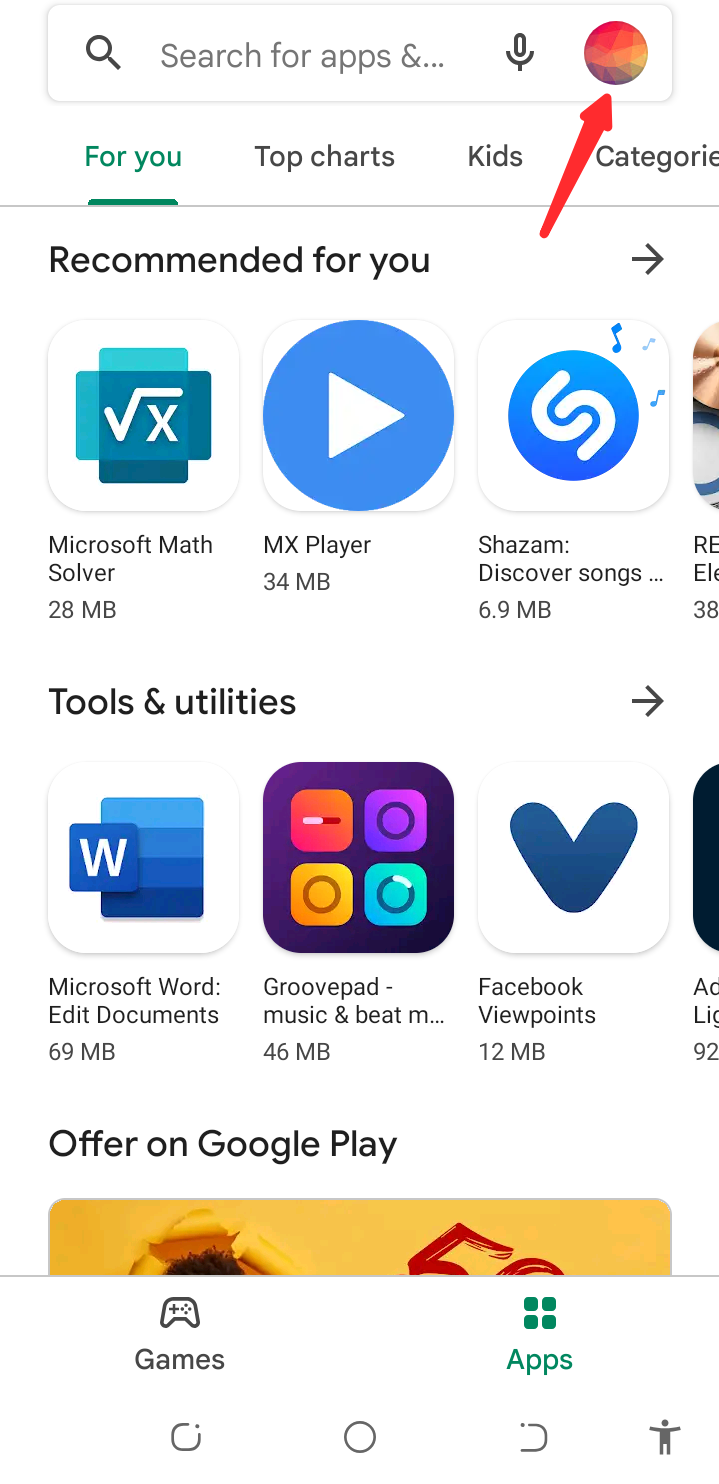 Search for apps &...
For you
Top charts
Kids
Categorie
Recommended for you
√x
Microsoft Math
Solver
28 MB
MX Player
34 MB
Shazam:
Discover songs ...
6.9 MB
RE
Ele
38
Tools & utilities
W
Microsoft Word:
Edit Documents
69 MB
Groovepad -
music & beat m...
46 MB
Facebook
Viewpoints
12 MB
Ad
Lig
92
Offer on Google Play
Games
Apps